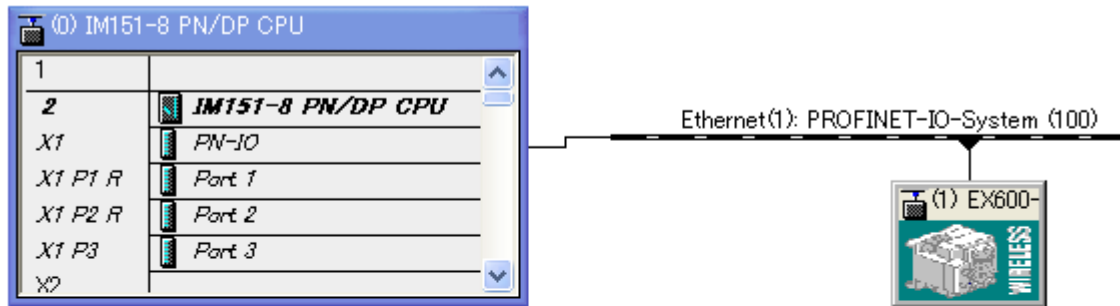 (0) IM151-8 PN/DP CPU
1
2 IM151-8 PN/DP CPU
X1 PN-IO
X1 P1 R Port 1
X1 P2 R Port 2
X1 P3 Port 3
X2
Ethernet(1): PROFINET-IO-System (100)
(1) EX600-
WIRELESS